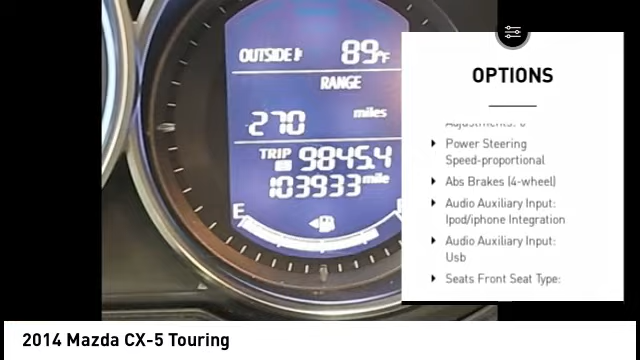 OUTSIDE 89°F
RANGE
270 miles
TRIP 9845.4
103933 mile
E
OPTIONS
Power Steering
Speed-proportional
Abs Brakes (4-wheel)
Audio Auxiliary Input:
Ipod/iphone Integration
Audio Auxiliary Input:
Usb
Seats Front Seat Type:
2014 Mazda CX-5 Touring